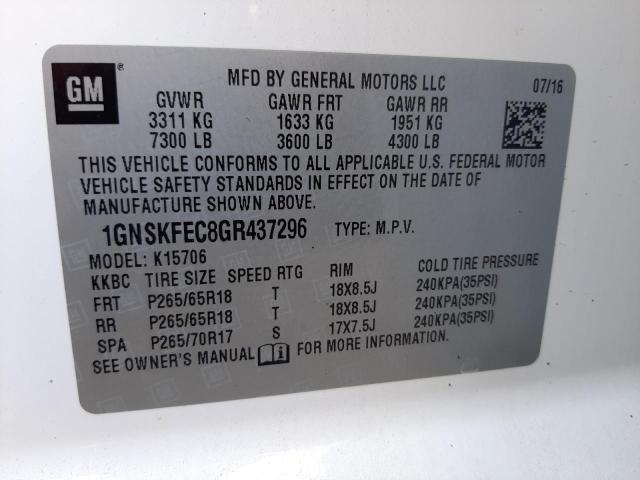 GM ® MFD BY GENERAL MOTORS LLC 07/16
GVWR GAWR FRT GAWR RR
3311 KG 1633 KG 1951 KG
7300 LB 3600 LB 4300 LB
THIS VEHICLE CONFORMS TO ALL APPLICABLE U.S. FEDERAL MOTOR
VEHICLE SAFETY STANDARDS IN EFFECT ON THE DATE OF
MANUFACTURE SHOWN ABOVE.
1GNSKFEC8GR437296 TYPE: M.P.V.
MODEL: K15706
KKBC TIRE SIZE SPEED RTG RIM COLD TIRE PRESSURE
FRT P265/65R18 T 18X8.5J 240KPA(35PSI)
RR P265/65R18 T 18X8.5J 240KPA(35PSI)
SPA P265/70R17 S 17X7.5J 240KPA(35PSI)
SEE OWNER'S MANUAL i FOR MORE INFORMATION.